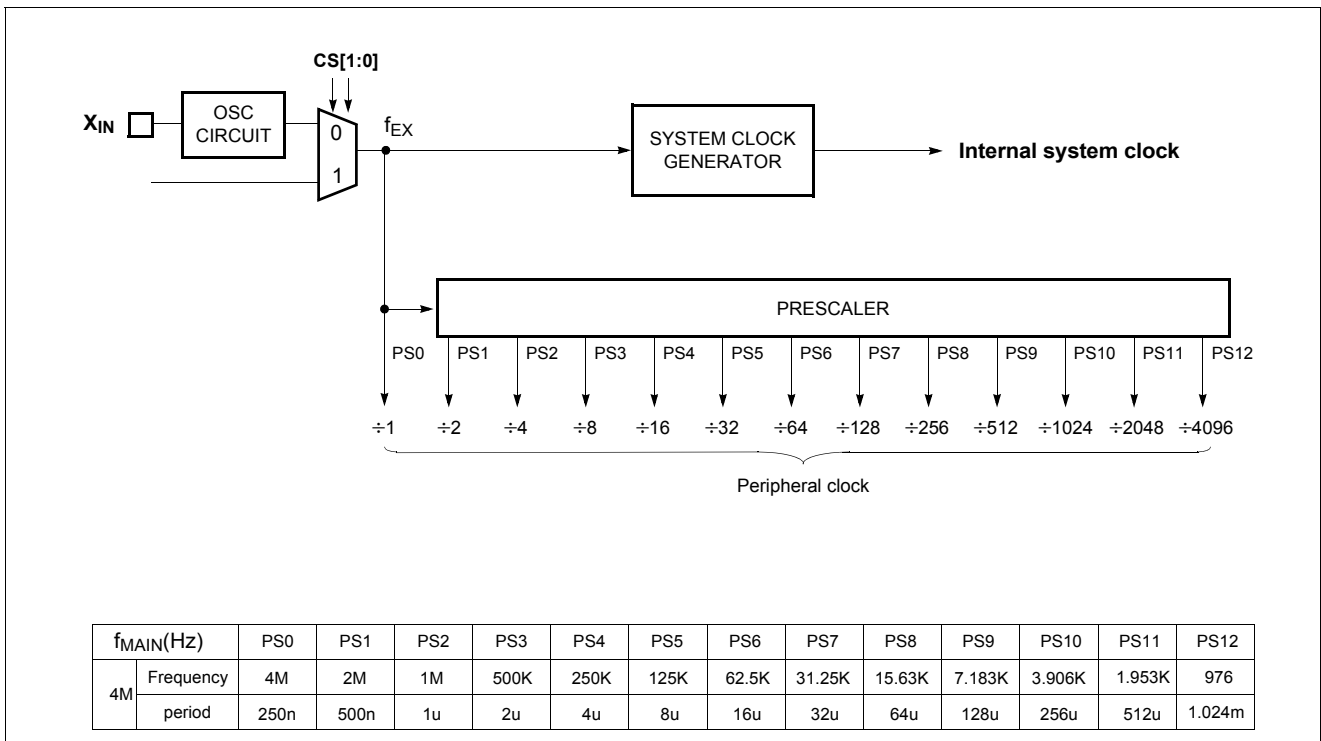 CS[1:0]
XIN
OSC
CIRCUIT
0
1
fEX
SYSTEM CLOCK
GENERATOR
Internal system clock
PRESCALER
PS0 PS1 PS2 PS3 PS4 PS5 PS6 PS7 PS8 PS9 PS10 PS11 PS12
÷1 ÷2 ÷4 ÷8 ÷16 ÷32 ÷64 ÷128 ÷256 ÷512 ÷1024 ÷2048 ÷4096
Peripheral clock
fMAIN(Hz) PS0 PS1 PS2 PS3 PS4 PS5 PS6 PS7 PS8 PS9 PS10 PS11 PS12
4M Frequency 4M 2M 1M 500K 250K 125K 62.5K 31.25K 15.63K 7.183K 3.906K 1.953K 976
period 250n 500n 1u 2u 4u 8u 16u 32u 64u 128u 256u 512u 1.024m